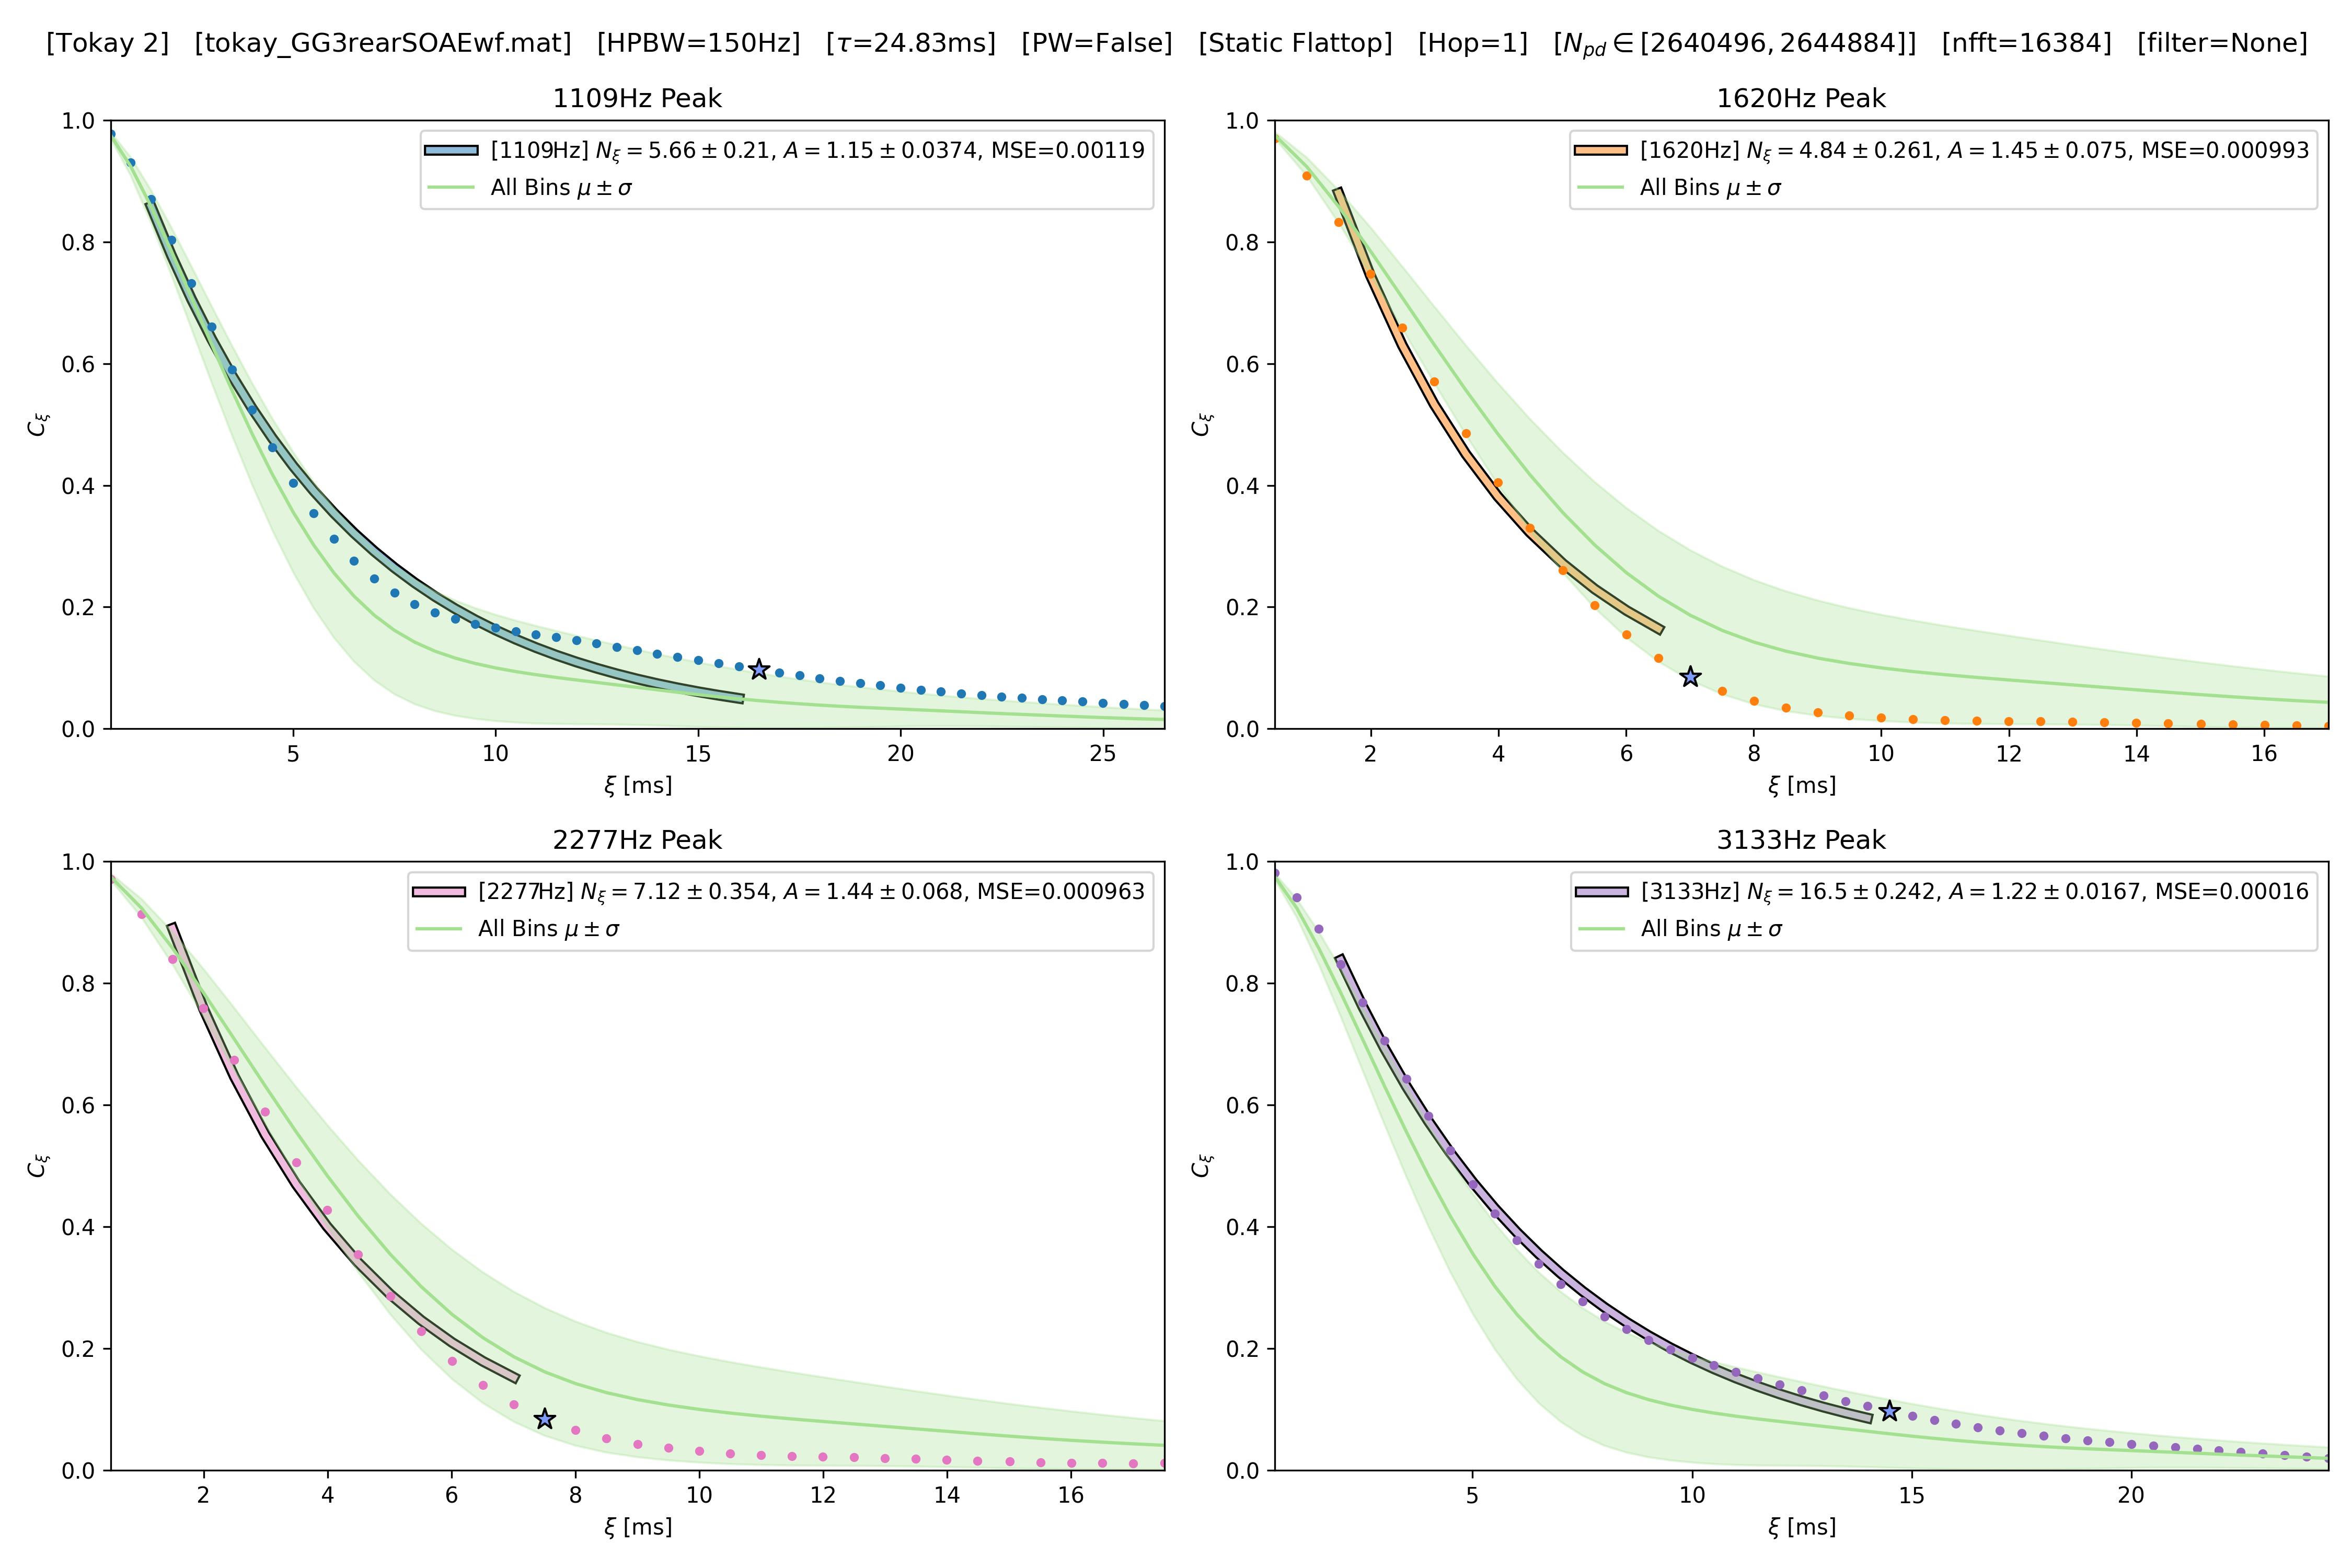 [Tokay 2]   [tokay_GG3rearSOAEwf.mat]   [HPBW=150Hz]   [τ=24.83ms]   [PW=False]   [Static Flattop]   [Hop=1]   [N_pd ∈ [2640496, 2644884]]   [nfft=16384]   [filter=None]
1109Hz Peak
[1109Hz] N_ξ = 5.66 ± 0.21, A = 1.15 ± 0.0374, MSE=0.00119
All Bins μ ± σ
1.0
0.8
0.6
0.4
0.2
0.0
C_ξ
5 10 15 20 25
ξ [ms]
1620Hz Peak
[1620Hz] N_ξ = 4.84 ± 0.261, A = 1.45 ± 0.075, MSE=0.000993
All Bins μ ± σ
1.0
0.8
0.6
0.4
0.2
0.0
C_ξ
2 4 6 8 10 12 14 16
ξ [ms]
2277Hz Peak
[2277Hz] N_ξ = 7.12 ± 0.354, A = 1.44 ± 0.068, MSE=0.000963
All Bins μ ± σ
1.0
0.8
0.6
0.4
0.2
0.0
C_ξ
2 4 6 8 10 12 14 16
ξ [ms]
3133Hz Peak
[3133Hz] N_ξ = 16.5 ± 0.242, A = 1.22 ± 0.0167, MSE=0.00016
All Bins μ ± σ
1.0
0.8
0.6
0.4
0.2
0.0
C_ξ
5 10 15 20
ξ [ms]